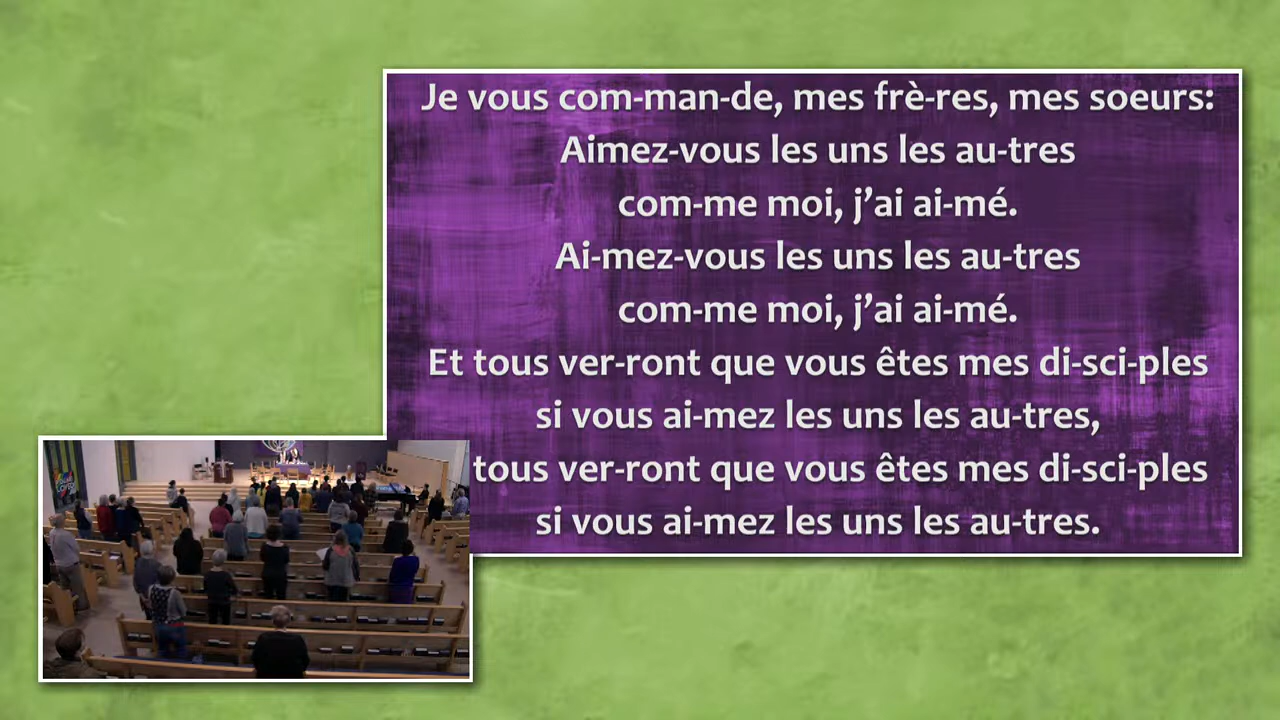 Je vous com-man-de, mes frè-res, mes soeurs:
Aimez-vous les uns les au-tres
com-me moi, j’ai ai-mé.
Ai-mez-vous les uns les au-tres
com-me moi, j’ai ai-mé.
Et tous ver-ront que vous êtes mes di-sci-ples
si vous ai-mez les uns les au-tres,
tous ver-ront que vous êtes mes di-sci-ples
si vous ai-mez les uns les au-tres.